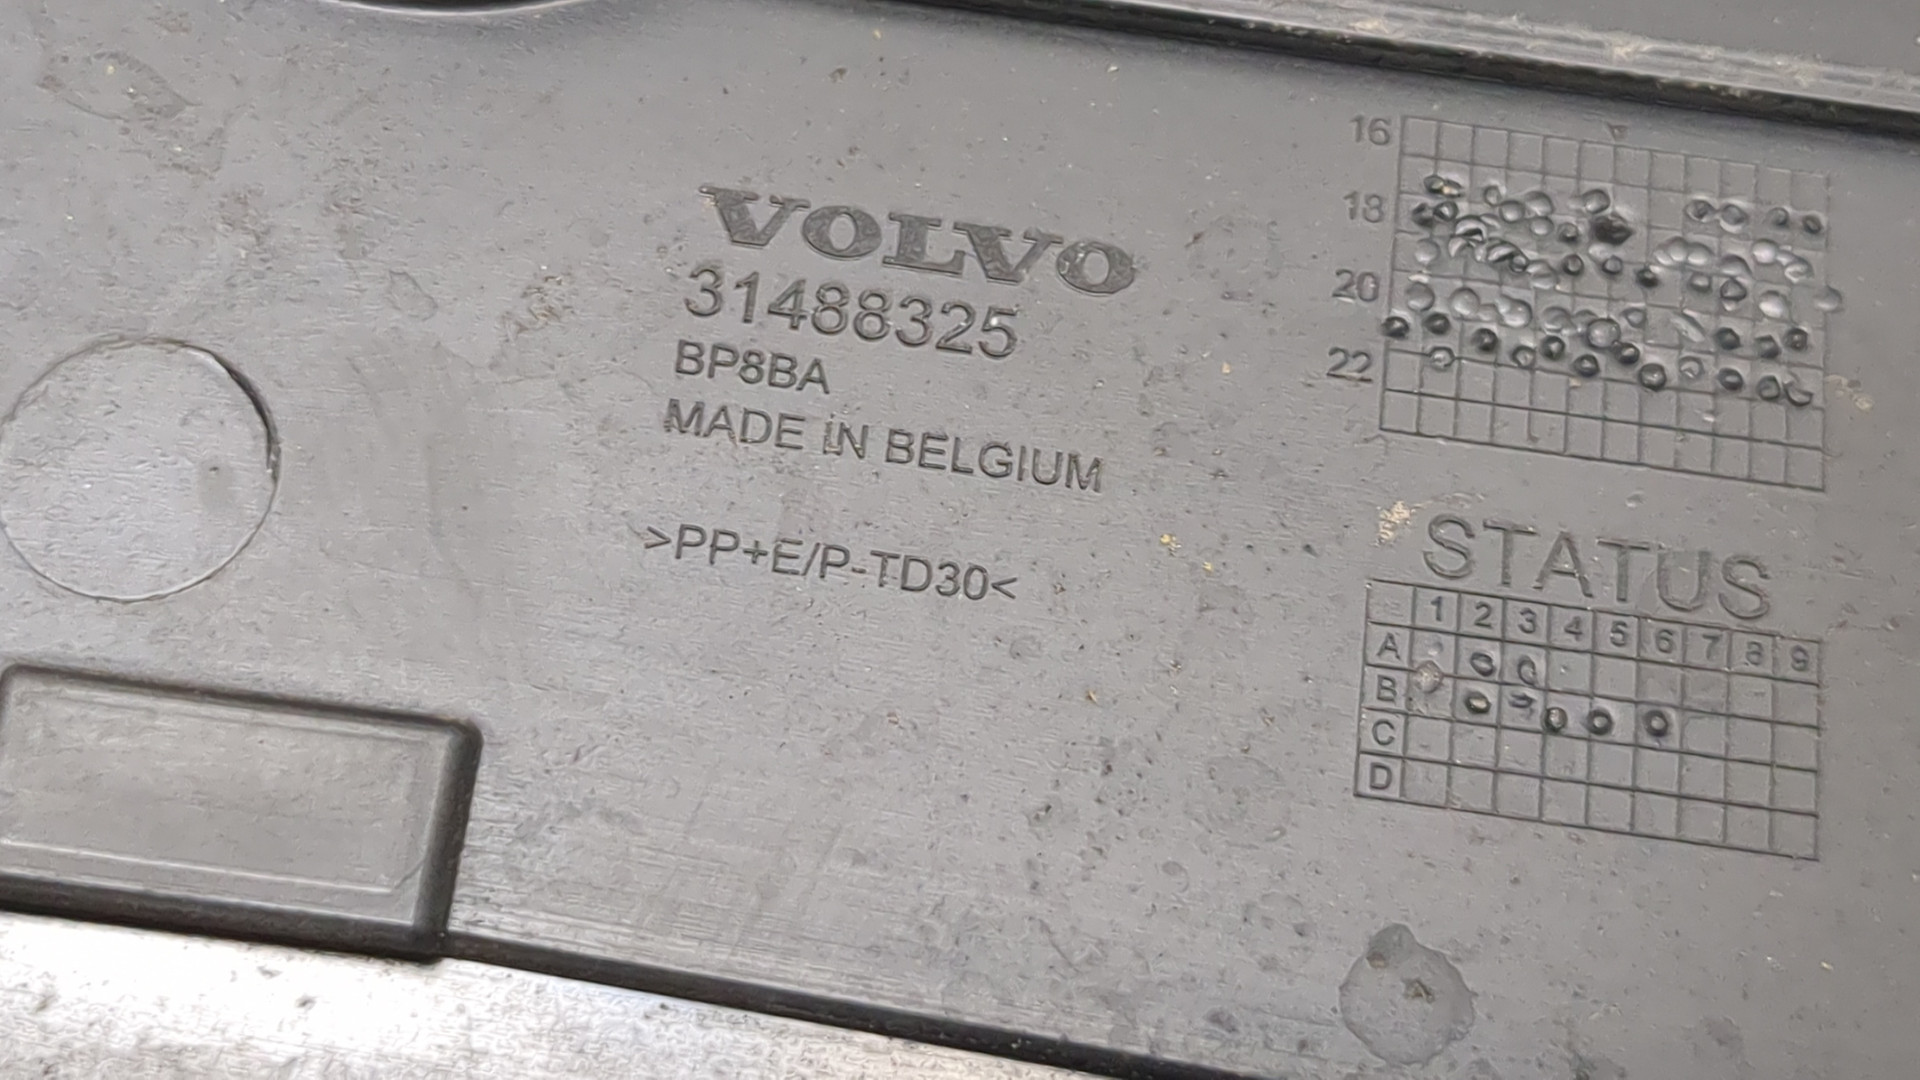 VOLVO
31488325
BP8BA
MADE IN BELGIUM
>PP+E/P-TD30<
16
18
20
22
STATUS
1 2 3 4 5 6 7 8 9
A
B
C
D